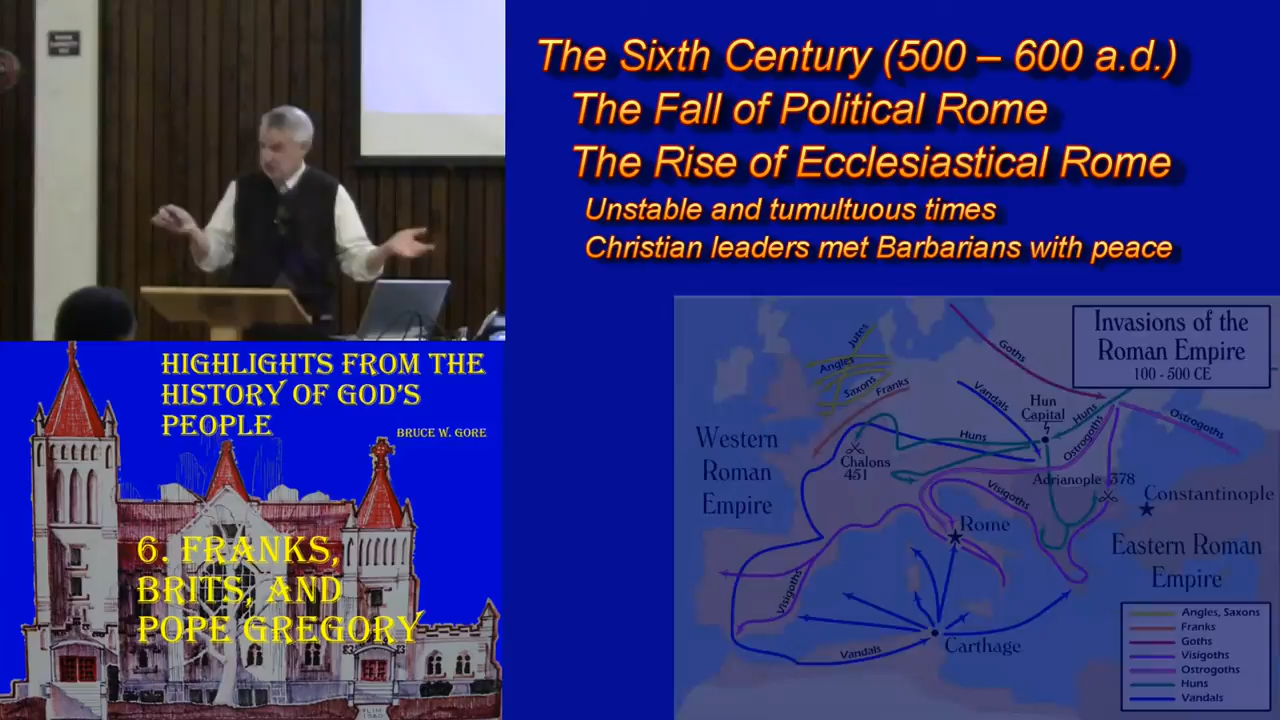 The Sixth Century (500 – 600 a.d.)
The Fall of Political Rome
The Rise of Ecclesiastical Rome
Unstable and tumultuous times
Christian leaders met Barbarians with peace
HIGHLIGHTS FROM THE
HISTORY OF GOD'S
PEOPLE
BRUCE W. GORE
6. FRANKS,
BRITS, AND
POPE GREGORY
Invasions of the
Roman Empire
100 - 500 CE
Jutes
Angles
Saxons
Franks
Goths
Vandals
Hun
Capital
Huns
Ostrogoths
Huns
Ostrogoths
Western
Roman
Empire
Chalons
451
Adrianople 378
Visigoths
Constantinople
Rome
Eastern Roman
Empire
Visigoths
Vandals
Carthage
Angles, Saxons
Franks
Goths
Visigoths
Ostrogoths
Huns
Vandals